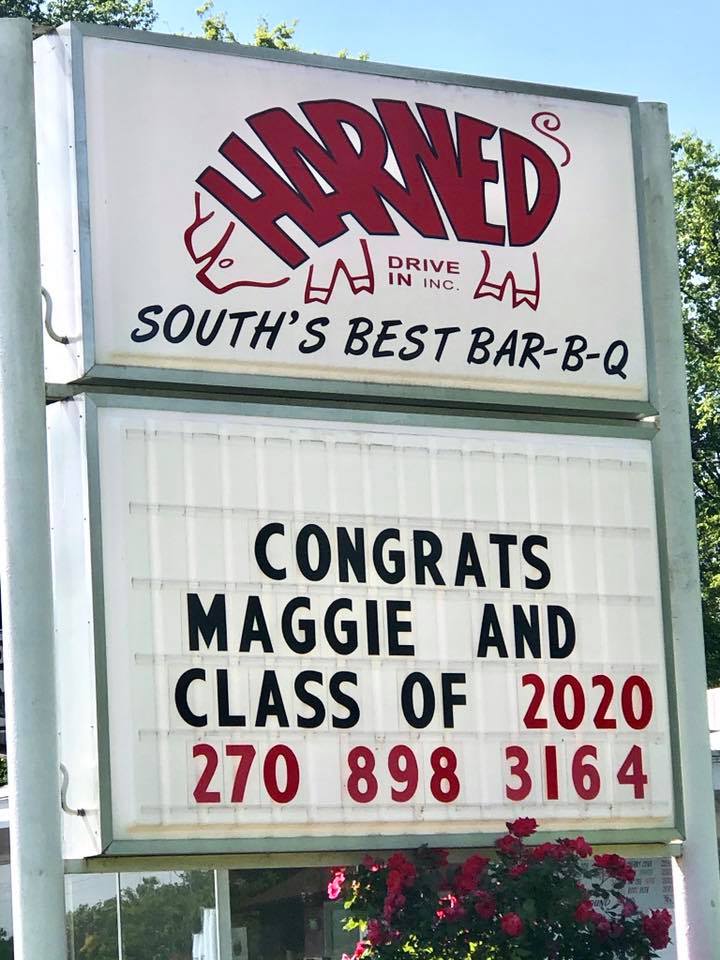 HARNED
DRIVE
IN INC.
SOUTH'S BEST BAR-B-Q
CONGRATS
MAGGIE AND
CLASS OF 2020
270 898 3164